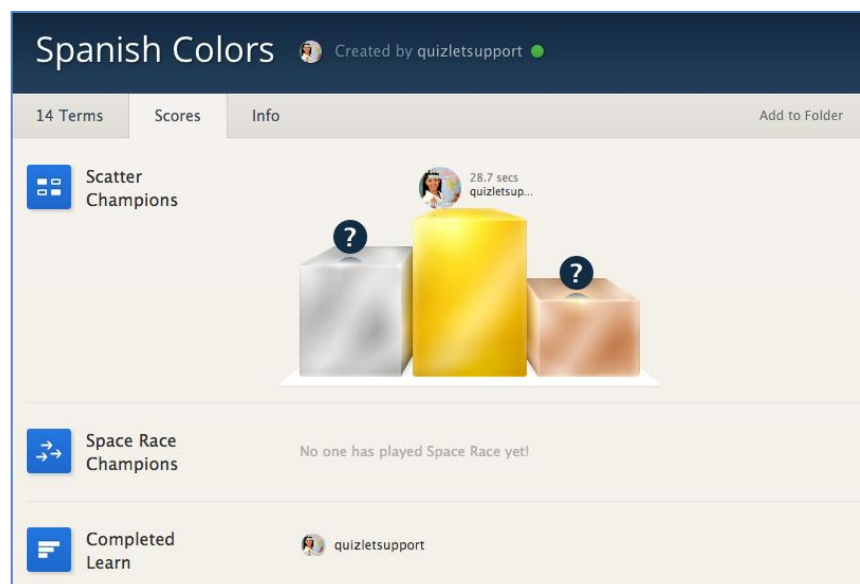 Spanish Colors
Created by quizletsupport
14 Terms
Scores
Info
Add to Folder
Scatter
Champions
28.7 secs
quizletsup...
?
?
Space Race
Champions
No one has played Space Race yet!
Completed
Learn
quizletsupport